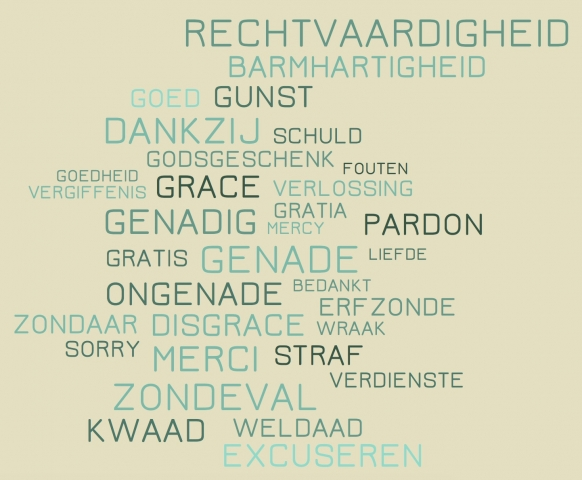 RECHTVAARDIGHEID
BARMHARTIGHEID
GOED GUNST
DANKZIJ SCHULD
GODSGESCHENK FOUTEN
GOEDHEID
VERGIFFENIS GRACE VERLOSSING
GENADIG GRATIA PARDON
MERCY
GRATIS GENADE LIEFDE
ONGENADE BEDANKT
ERFZONDE
ZONDAAR DISGRACE WRAAK
SORRY MERCI STRAF
VERDIENSTE
ZONDEVAL
KWAAD WELDAAD
EXCUSEREN